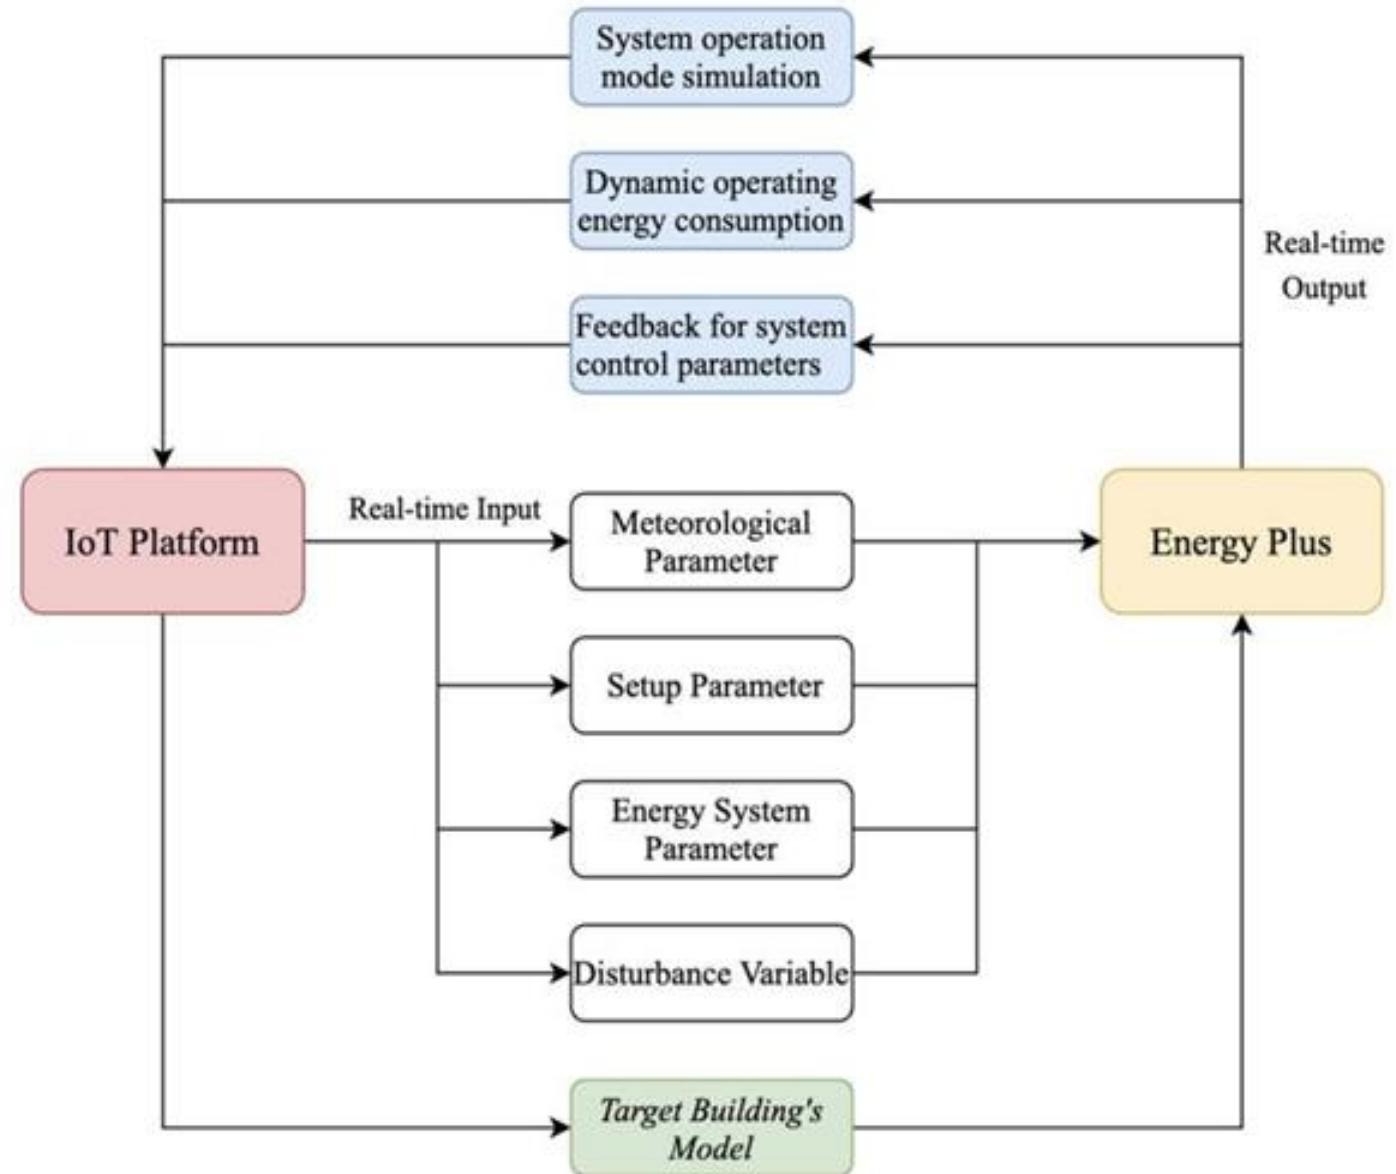 System operation
mode simulation
Dynamic operating
energy consumption
Real-time
Output
Feedback for system
control parameters
IoT Platform
Real-time Input
Meteorological
Parameter
Energy Plus
Setup Parameter
Energy System
Parameter
Disturbance Variable
Target Building's
Model